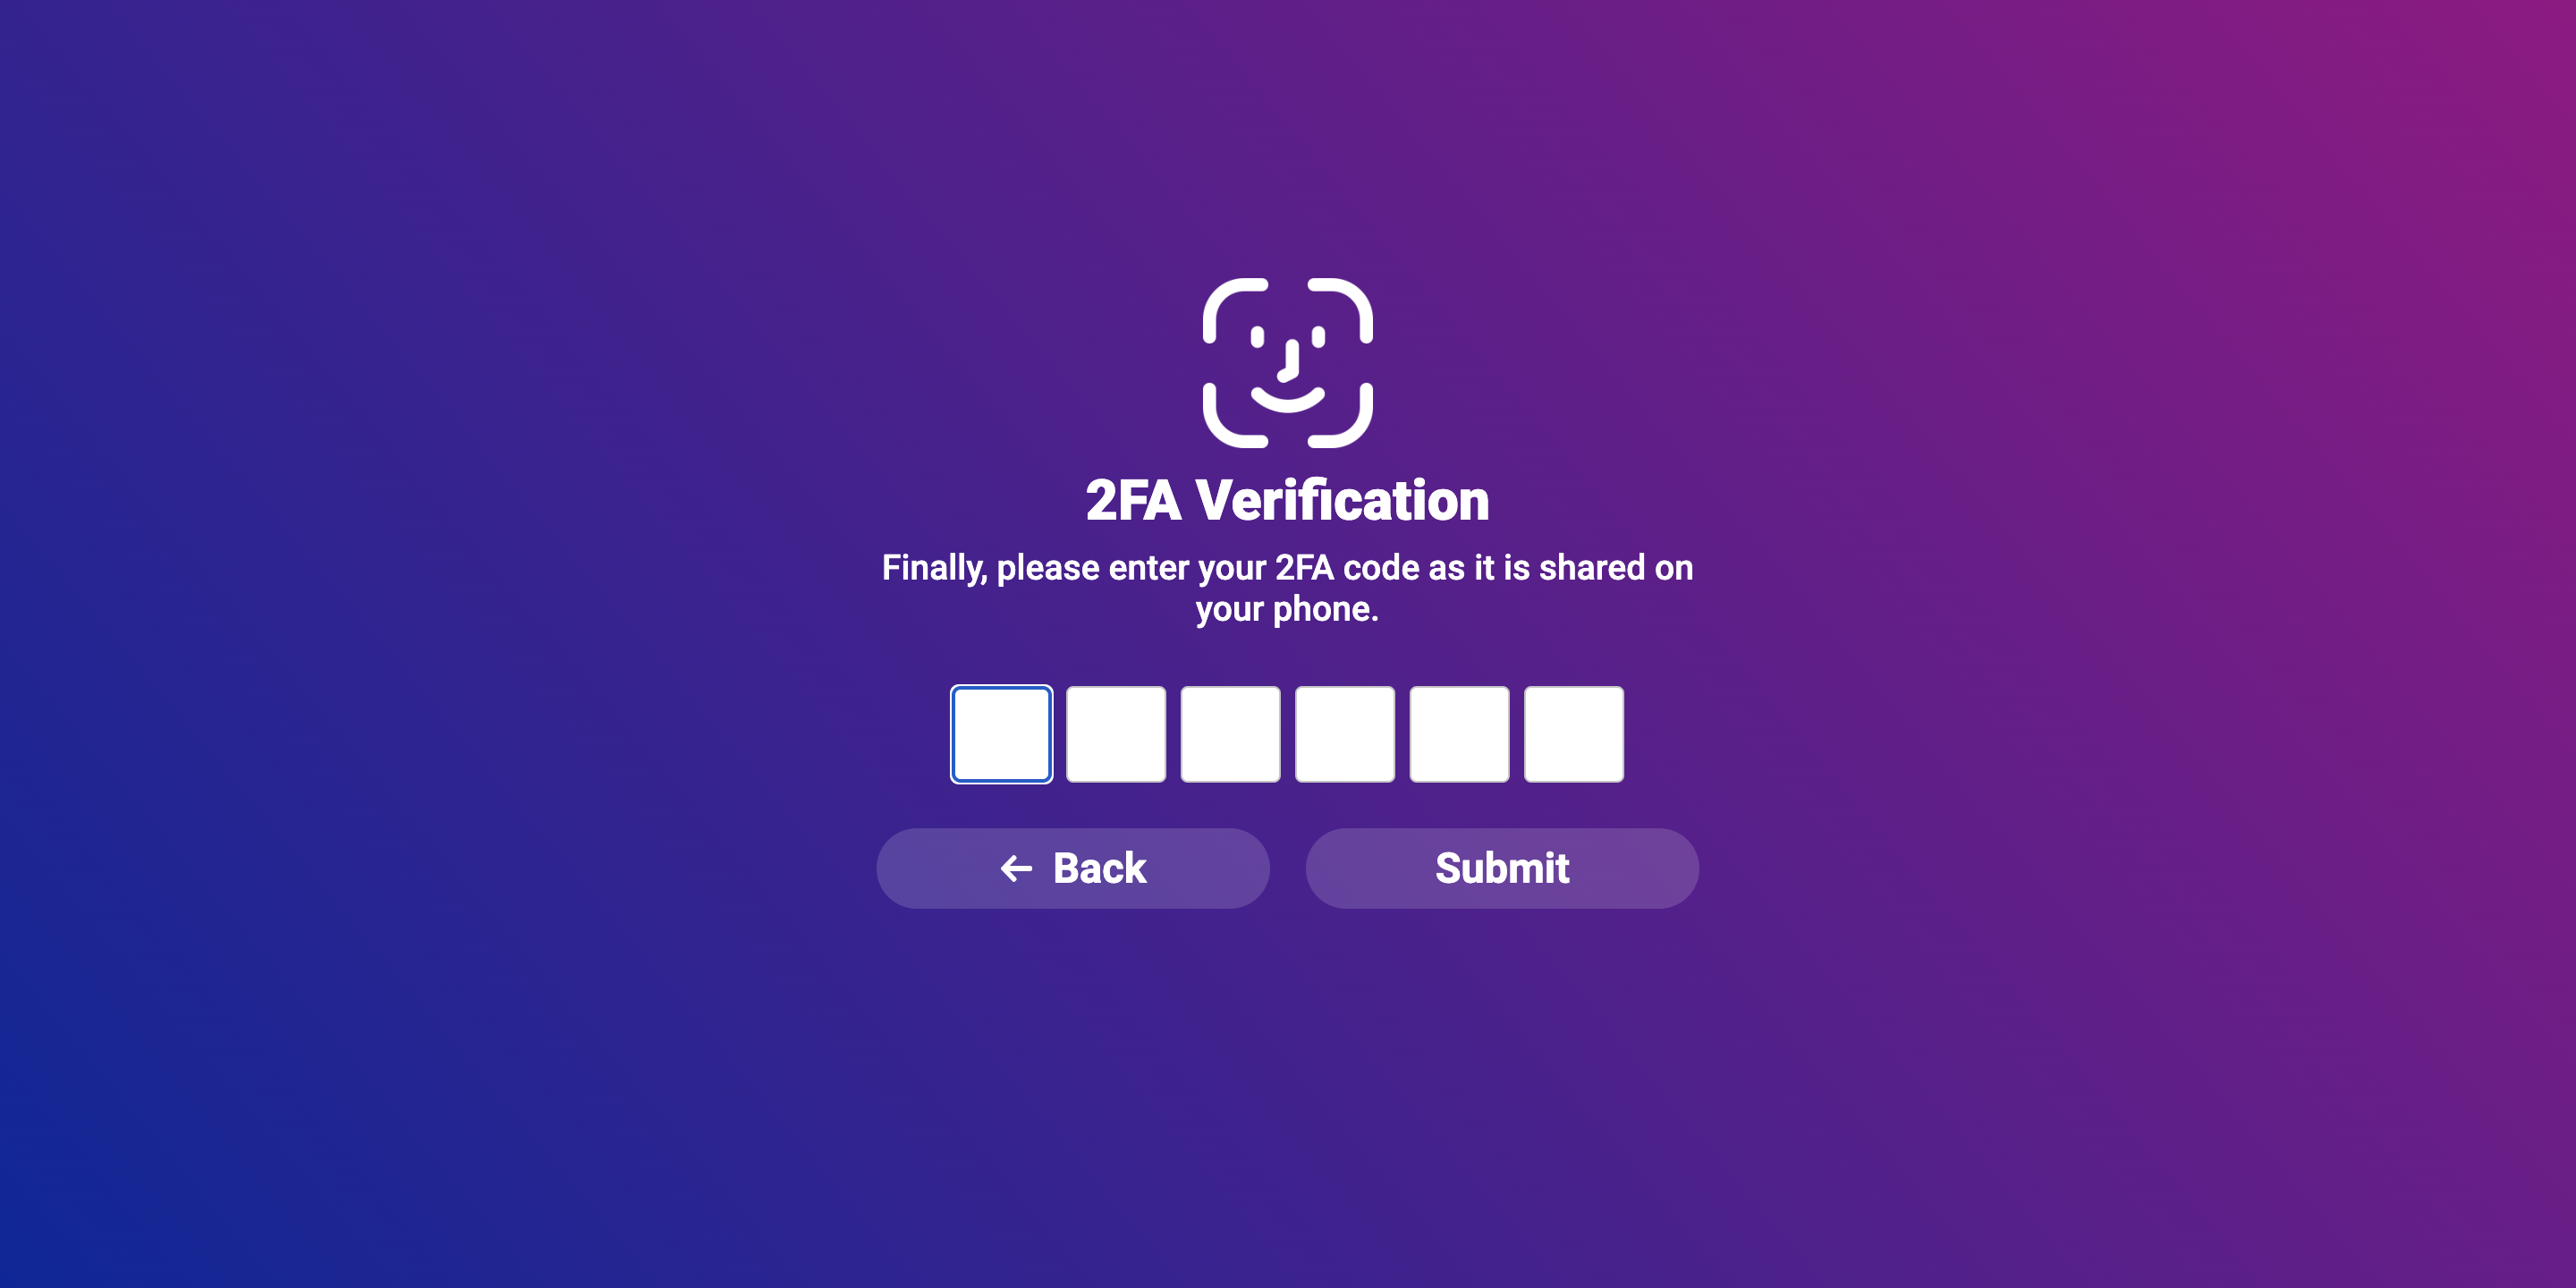 2FA Verification
Finally, please enter your 2FA code as it is shared on
your phone.
Back
Submit